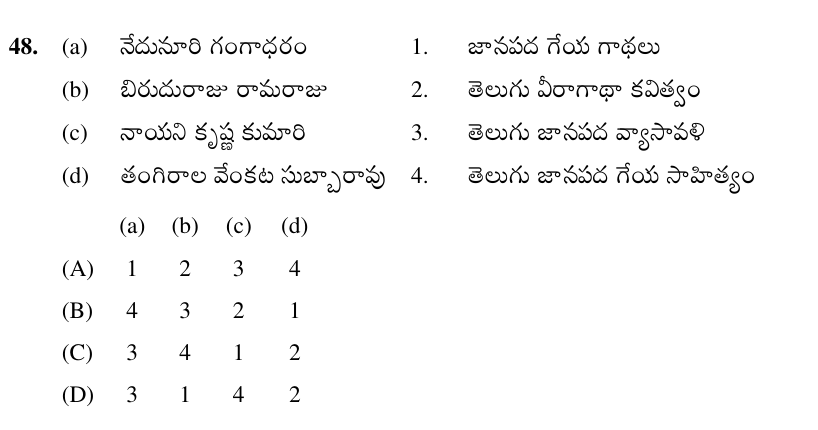 48. (a) నేదునూరి గంగాధరం 1. జానపద గేయ గాథలు
(b) బిరుదురాజు రామరాజు 2. తెలుగు వీరాగాథా కవిత్వం
(c) నాయని కృష్ణ కుమారి 3. తెలుగు జానపద వ్యాసావళి
(d) తంగిరాల వేంకట సుబ్బారావు 4. తెలుగు జానపద గేయ సాహిత్యం
(a) (b) (c) (d)
(A) 1 2 3 4
(B) 4 3 2 1
(C) 3 4 1 2
(D) 3 1 4 2